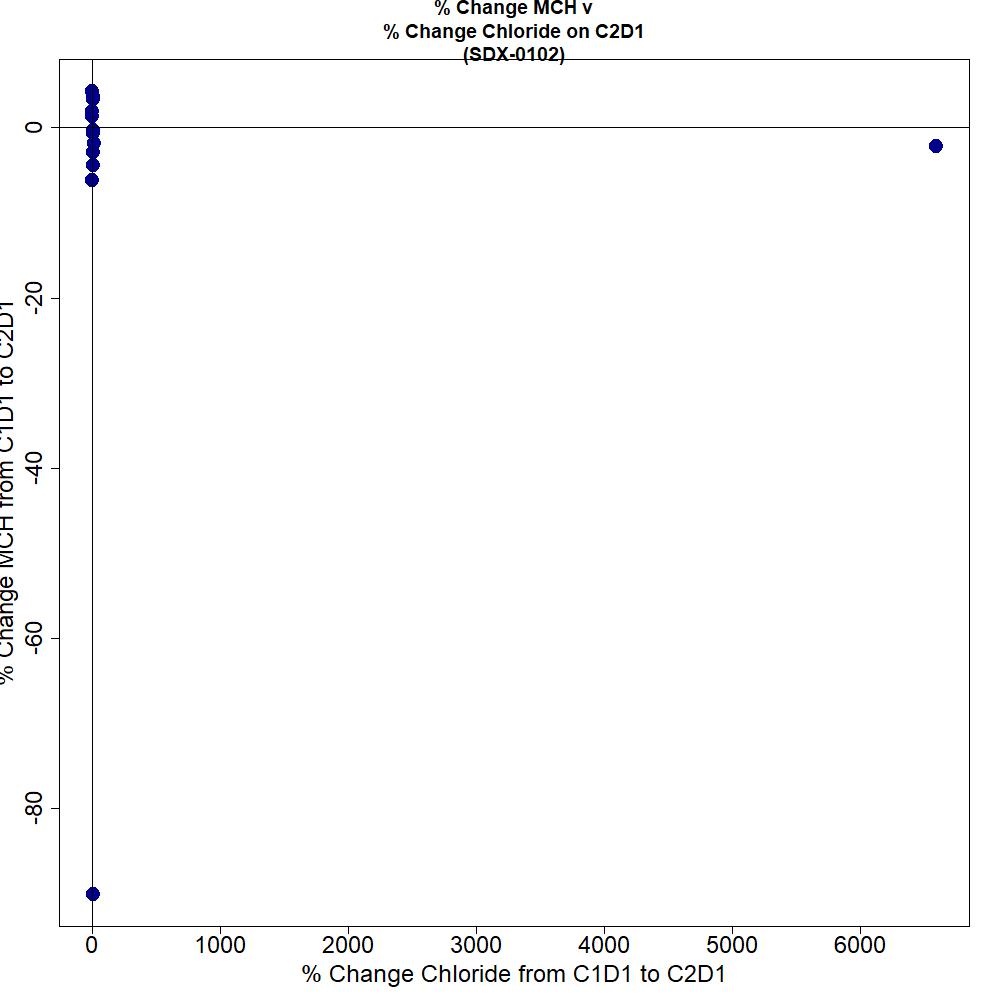 % Change MCH v
% Change Chloride on C2D1
(SDX-0102)
0
-20
-40
-60
-80
% Change MCH from C1D1 to C2D1
0
1000
2000
3000
4000
5000
6000
% Change Chloride from C1D1 to C2D1